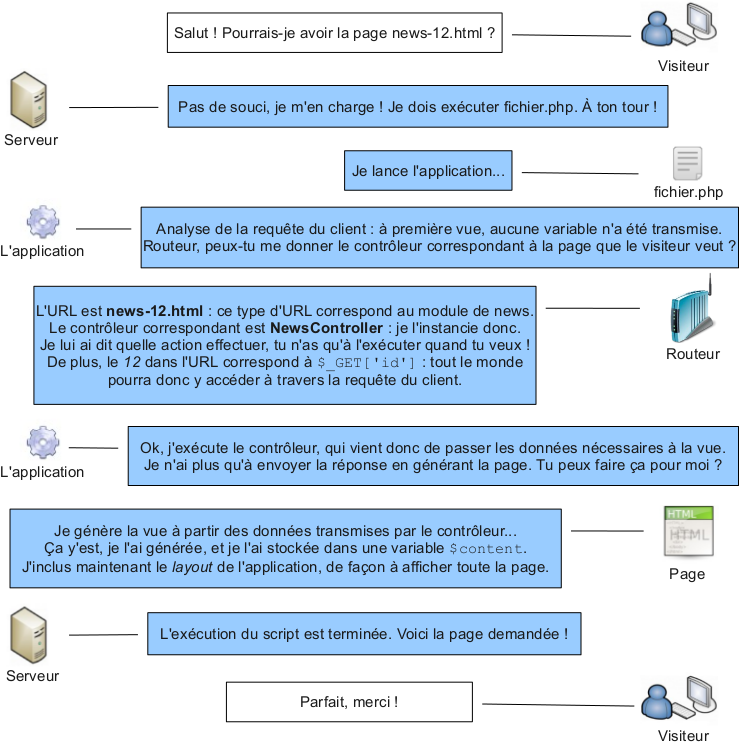 Salut ! Pourrais-je avoir la page news-12.html ?
Visiteur
Pas de souci, je m'en charge ! Je dois exécuter fichier.php. À ton tour !
Serveur
Je lance l'application...
fichier.php
Analyse de la requête du client : à première vue, aucune variable n'a été transmise.
Routeur, peux-tu me donner le contrôleur correspondant à la page que le visiteur veut ?
L'application
L'URL est news-12.html : ce type d'URL correspond au module de news.
Le contrôleur correspondant est NewsController : je l'instancie donc.
Je lui ai dit quelle action effectuer, tu n'as qu'à l'exécuter quand tu veux !
De plus, le 12 dans l'URL correspond à $_GET['id'] : tout le monde
pourra donc y accéder à travers la requête du client.
Routeur
Ok, j'exécute le contrôleur, qui vient donc de passer les données nécessaires à la vue.
Je n'ai plus qu'à envoyer la réponse en générant la page. Tu peux faire ça pour moi ?
L'application
Je génère la vue à partir des données transmises par le contrôleur...
Ça y'est, je l'ai générée, et je l'ai stockée dans une variable $content.
J'inclus maintenant le layout de l'application, de façon à afficher toute la page.
HTML
HTML
Page
L'exécution du script est terminée. Voici la page demandée !
Serveur
Parfait, merci !
Visiteur